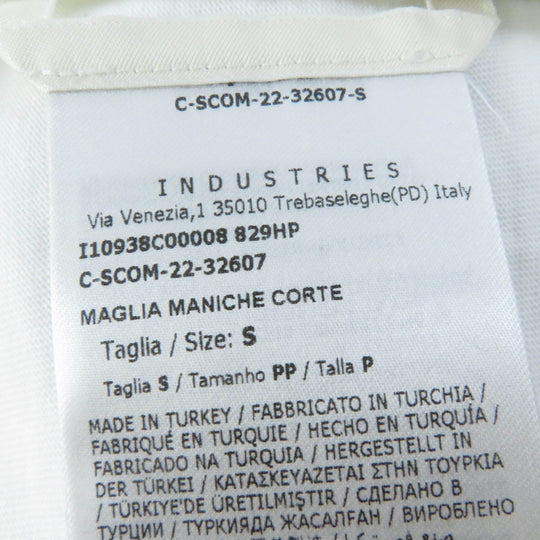 C-SCOM-22-32607-S
INDUSTRIES
Via Venezia,1 35010 Trebaseleghe(PD) Italy
I10938C00008 829HP
C-SCOM-22-32607
MAGLIA MANICHE CORTE
Taglia / Size: S
Taglia S / Tamanho PP / Talla P
MADE IN TURKEY / FABBRICATO IN TURCHIA /
FABRIQUÉ EN TURQUIE / HECHO EN TURQUÍA /
FABRICADO NA TURQUIA / HERGESTELLT IN
DER TÜRKEI / ΚΑΤΑΣΚΕΥΑΖΕΤΑΙ ΣΤΗΝ ΤΟΥΡΚΙΑ
/ TÜRKIYE'DE ÜRETILMIŞTIR / СДЕЛАНО В
ТУРЦИИ / ТҮРКИЯДА ЖАСАЛҒАН / ВИРОБЛЕНО